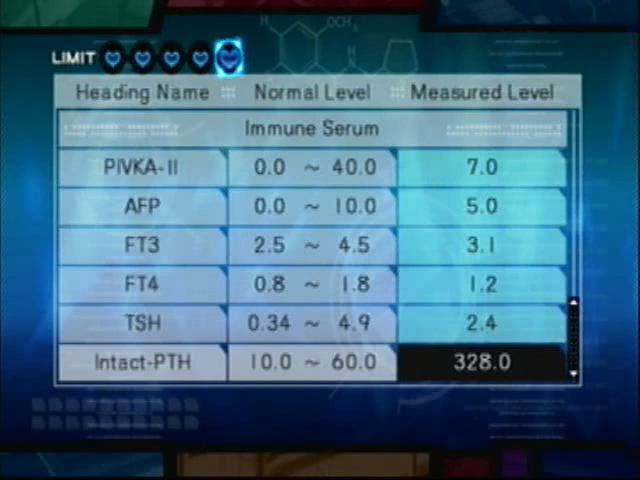 LIMIT
Heading Name Normal Level Measured Level
Immune Serum
PIVKA-II 0.0 ~ 40.0 7.0
AFP 0.0 ~ 10.0 5.0
FT3 2.5 ~ 4.5 3.1
FT4 0.8 ~ 1.8 1.2
TSH 0.34 ~ 4.9 2.4
Intact-PTH 10.0 ~ 60.0 328.0
H
OCH3
H
N